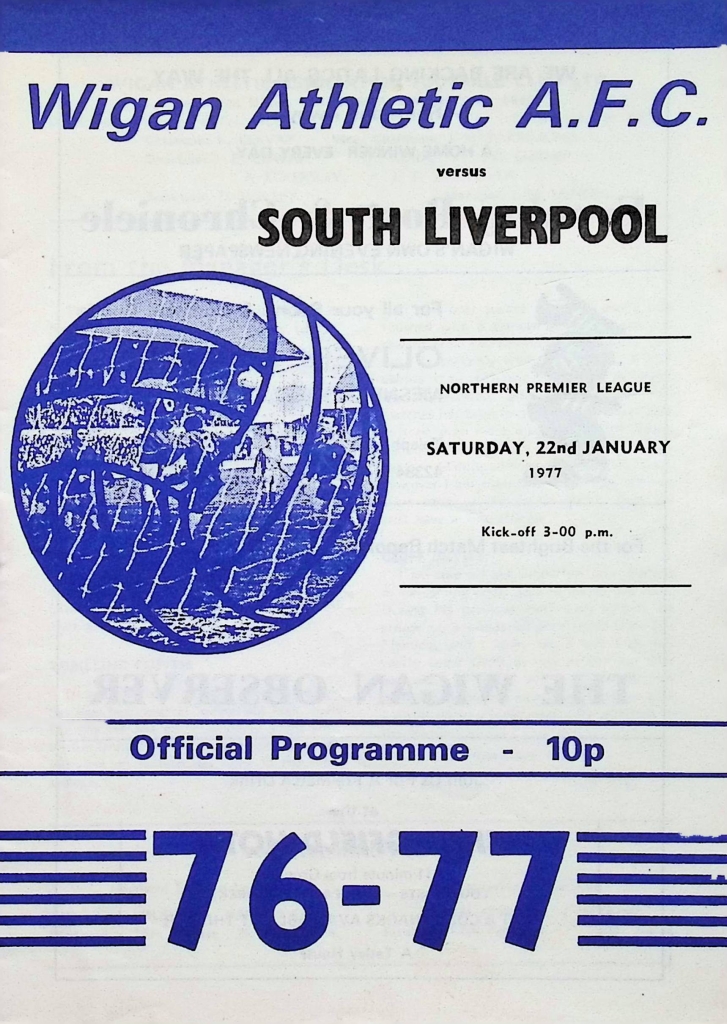 Wigan Athletic A.F.C.
versus
SOUTH LIVERPOOL
NORTHERN PREMIER LEAGUE
SATURDAY, 22nd JANUARY
1977
Kick-off 3-00 p.m.
Official Programme - 10p
76-77